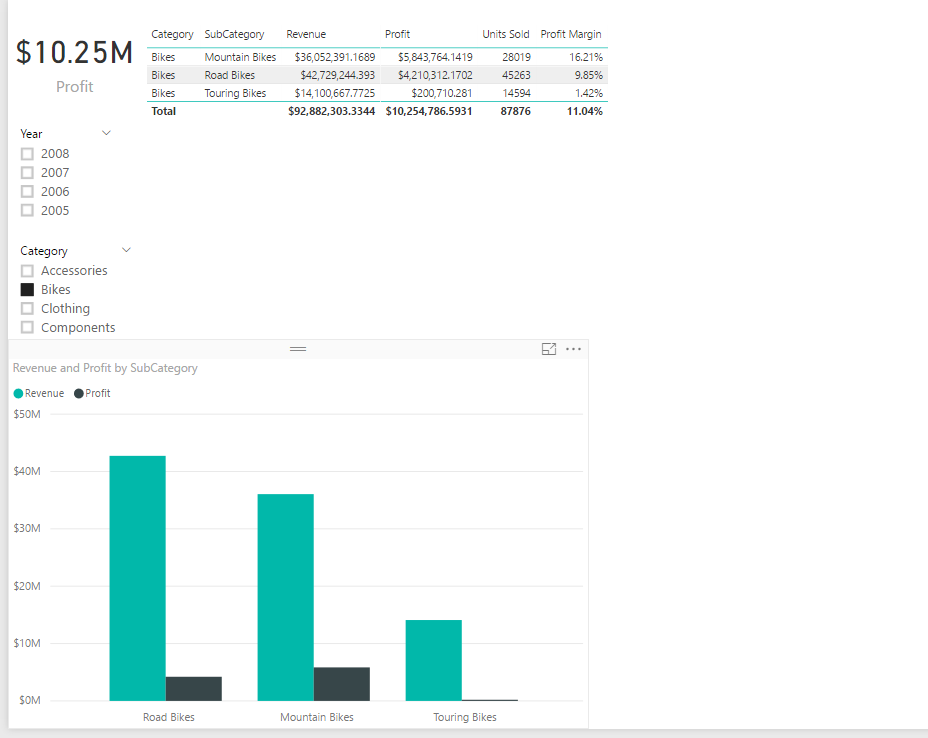 $10.25M
Profit
Category SubCategory Revenue Profit Units Sold Profit Margin
Bikes Mountain Bikes $36,052,391.1689 $5,843,764.1419 28019 16.21%
Bikes Road Bikes $42,729,244.393 $4,210,312.1702 45263 9.85%
Bikes Touring Bikes $14,100,667.7725 $200,710.281 14594 1.42%
Total $92,882,303.3344 $10,254,786.5931 87876 11.04%
Year
2008
2007
2006
2005
Category
Accessories
Bikes
Clothing
Components
Revenue and Profit by SubCategory
Revenue Profit
$50M
$40M
$30M
$20M
$10M
$0M
Road Bikes Mountain Bikes Touring Bikes